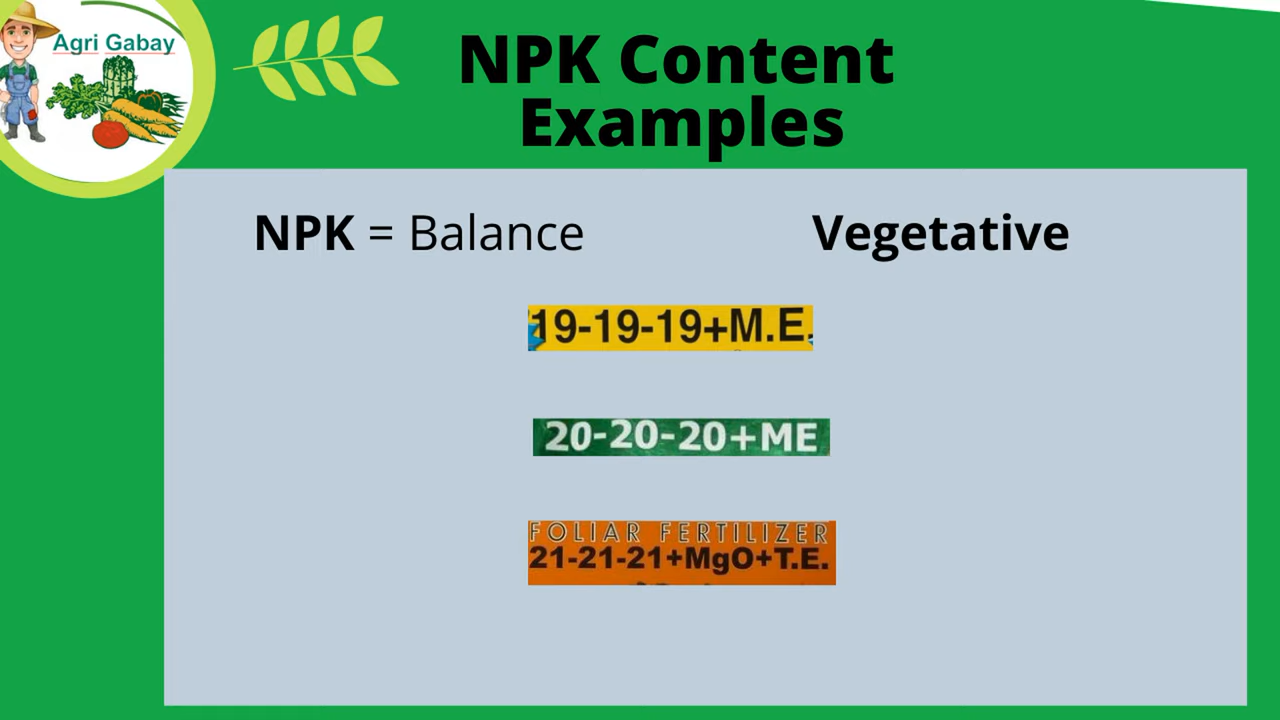 Agri Gabay
NPK Content
Examples
NPK = Balance
Vegetative
19-19-19+M.E.
20-20-20+ME
FOLIAR FERTILIZER
21-21-21+MgO+T.E.